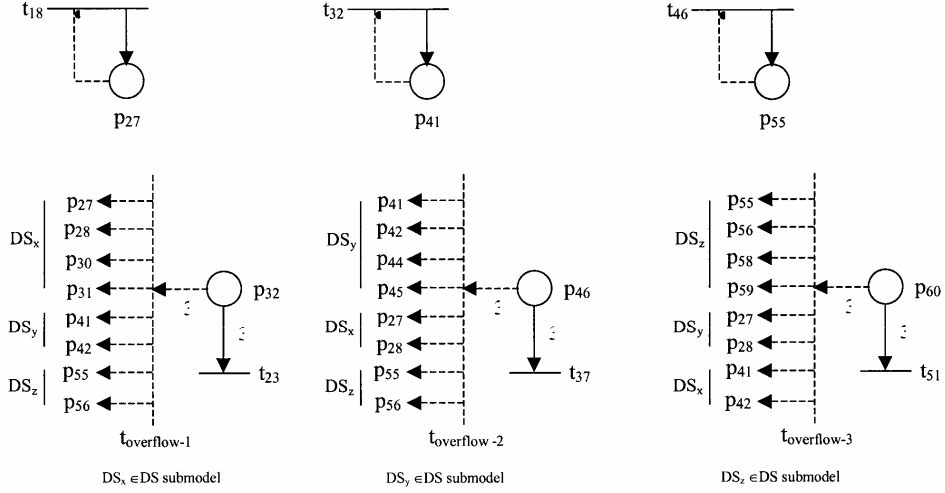 t18
t32
t46
p27
p41
p55
DSx
p27
p28
p30
p31
DSy
p41
p42
DSz
p55
p56
p32
t23
toverflow-1
DSx ∈DS submodel
DSy
p41
p42
p44
p45
DSx
p27
p28
DSz
p55
p56
p46
t37
toverflow -2
DSy ∈DS submodel
DSz
p55
p56
p58
p59
DSy
p27
p28
DSx
p41
p42
p60
t51
toverflow-3
DSz ∈DS submodel